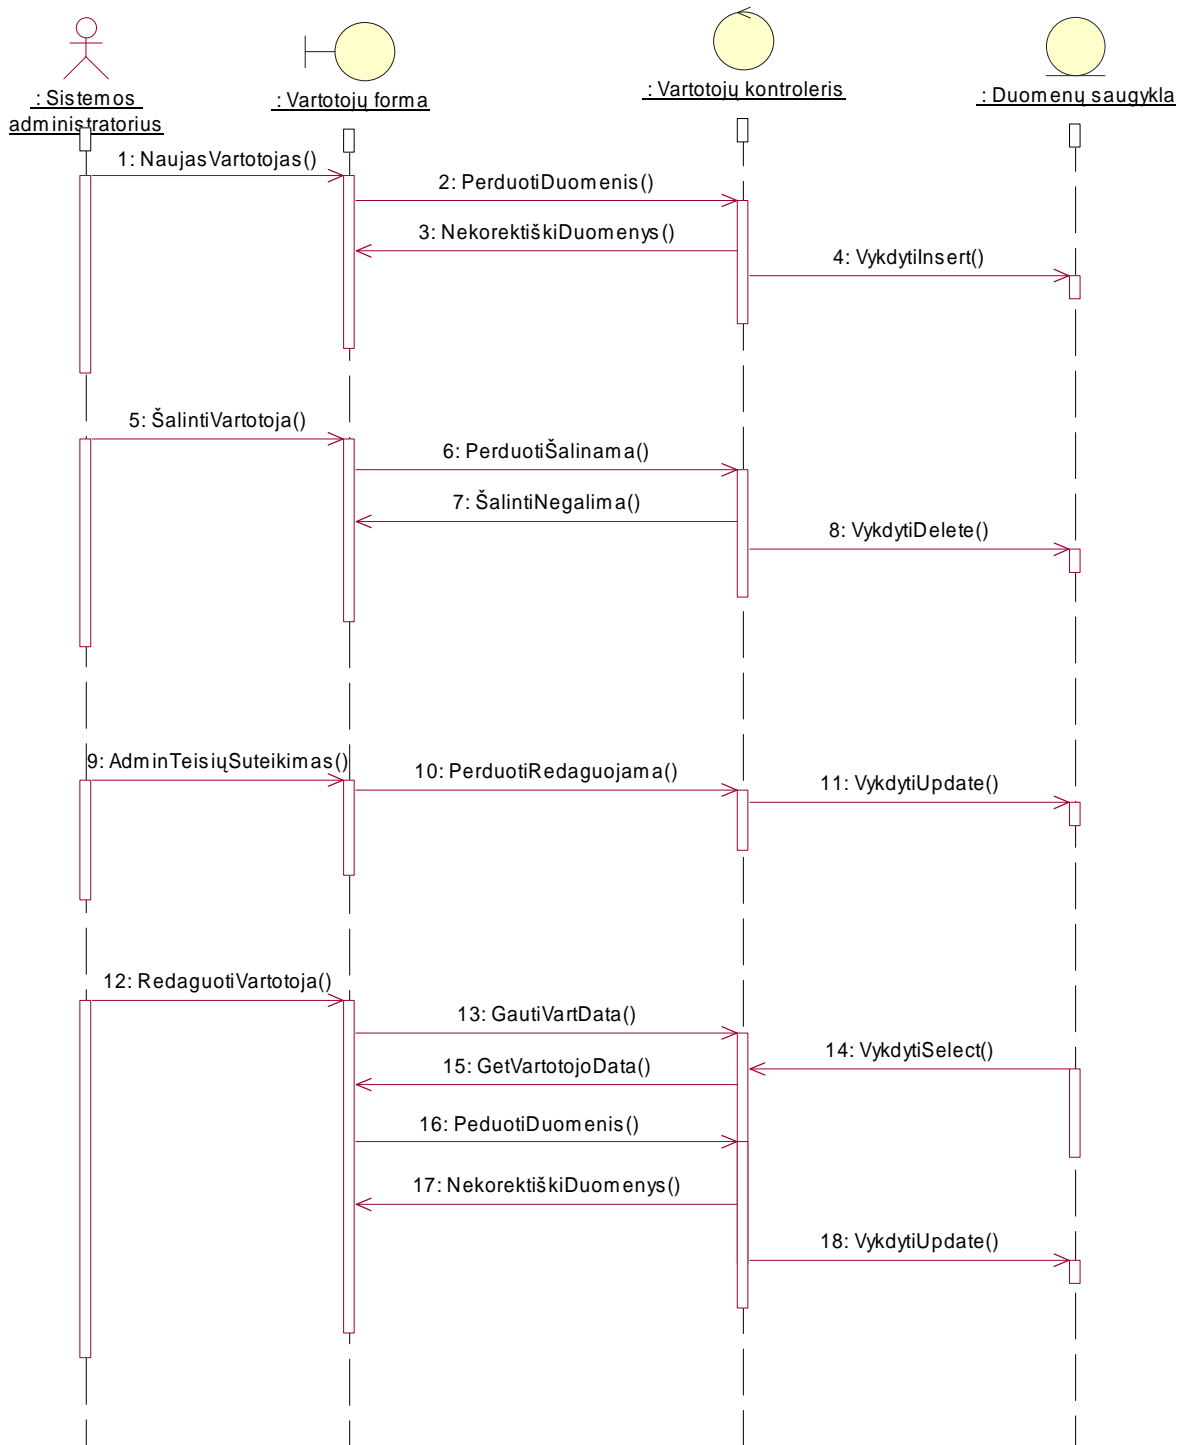 : Sistemos
administratorius
: Vartotojų forma
: Vartotojų kontroleris
: Duomenų saugykla
1: NaujasVartotojas()
2: PerduotiDuomenis()
3: NekorektiškiDuomenys()
4: VykdytiInsert()
5: ŠalintiVartotoja()
6: PerduotiŠalinama()
7: ŠalintiNegalima()
8: VykdytiDelete()
9: AdminTeisiųSuteikimas()
10: PerduotiRedaguojama()
11: VykdytiUpdate()
12: RedaguotiVartotoja()
13: GautiVartData()
14: VykdytiSelect()
15: GetVartotojoData()
16: PeduotiDuomenis()
17: NekorektiškiDuomenys()
18: VykdytiUpdate()